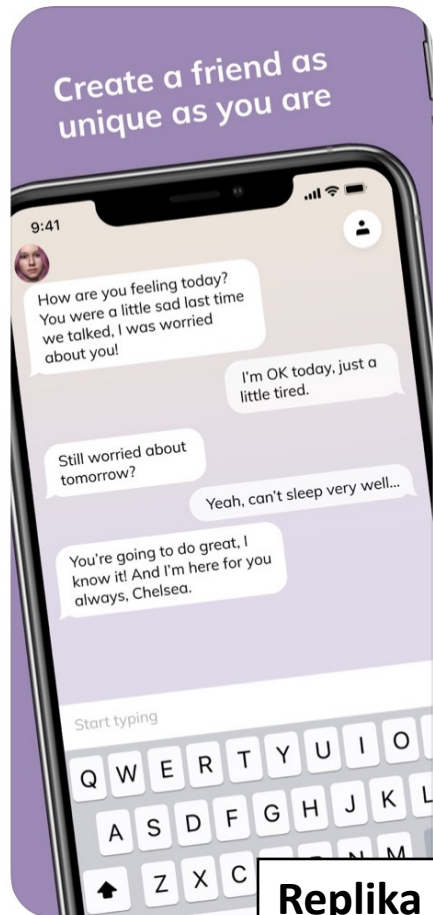 Create a friend as
unique as you are
9:41
How are you feeling today?
You were a little sad last time
we talked, I was worried
about you!
I'm OK today, just a
little tired.
Still worried about
tomorrow?
Yeah, can't sleep very well...
You're going to do great, I
know it! And I'm here for you
always, Chelsea.
Start typing
Q W E R T Y U I O
A S D F G H J K L
Z X C
Replika